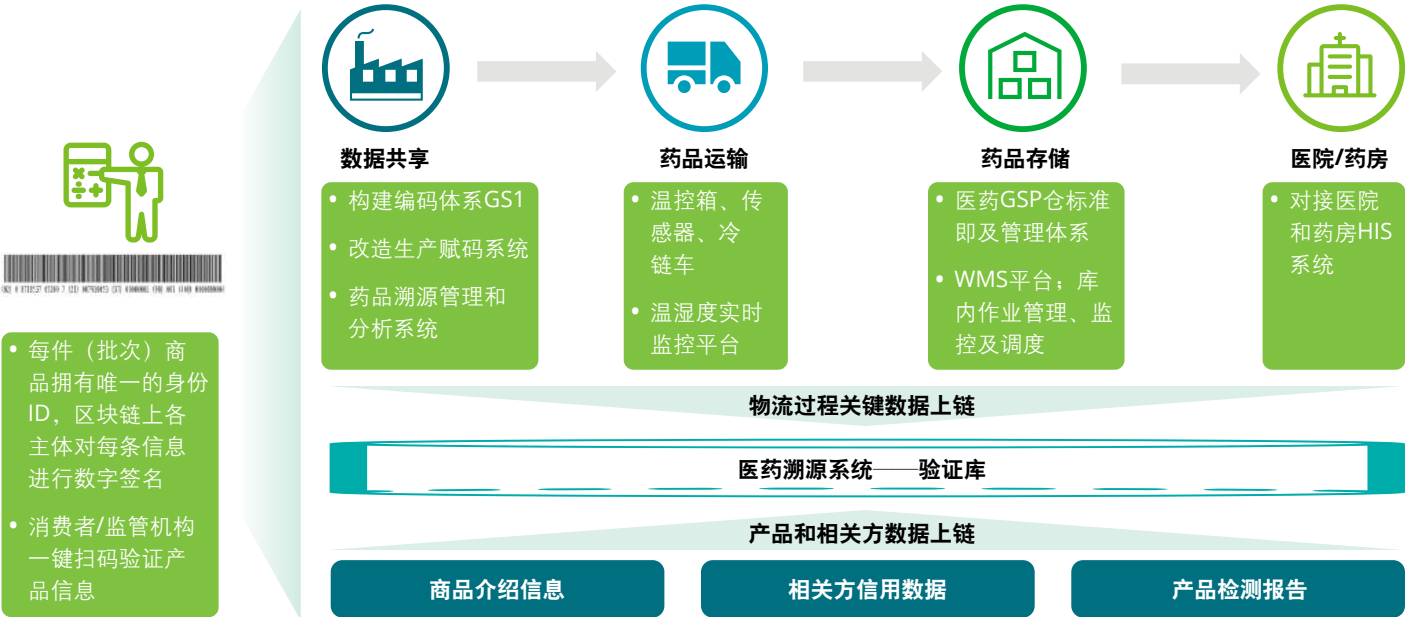 数据共享
药品运输
药品存储
医院/药房
• 构建编码体系GS1
• 改造生产赋码系统
• 药品溯源管理和
分析系统
• 温控箱、传
感器、冷
链车
• 温湿度实时
监控平台
• 医药GSP仓标准
即及管理体系
• WMS平台；库
内作业管理、监
控及调度
• 对接医院
和药房HIS
系统
• 每件（批次）商
品拥有唯一的身份
ID，区块链上各
主体对每条信息
进行数字签名
• 消费者/监管机构
一键扫码验证产
品信息
物流过程关键数据上链
医药溯源系统——验证库
产品和相关方数据上链
商品介绍信息
相关方信用数据
产品检测报告